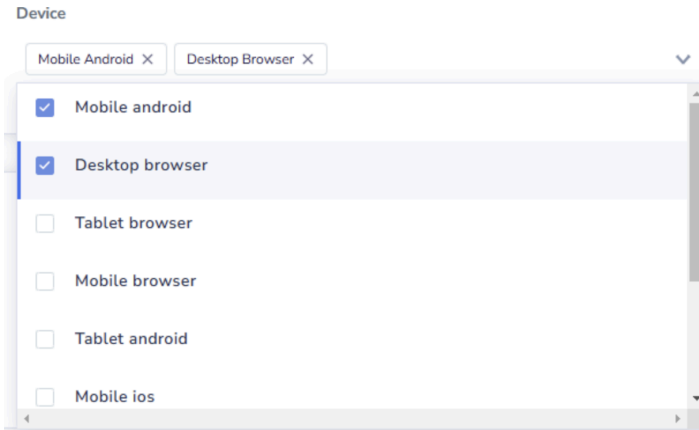 Device
Mobile Android Desktop Browser
Mobile android
Desktop browser
Tablet browser
Mobile browser
Tablet android
Mobile ios